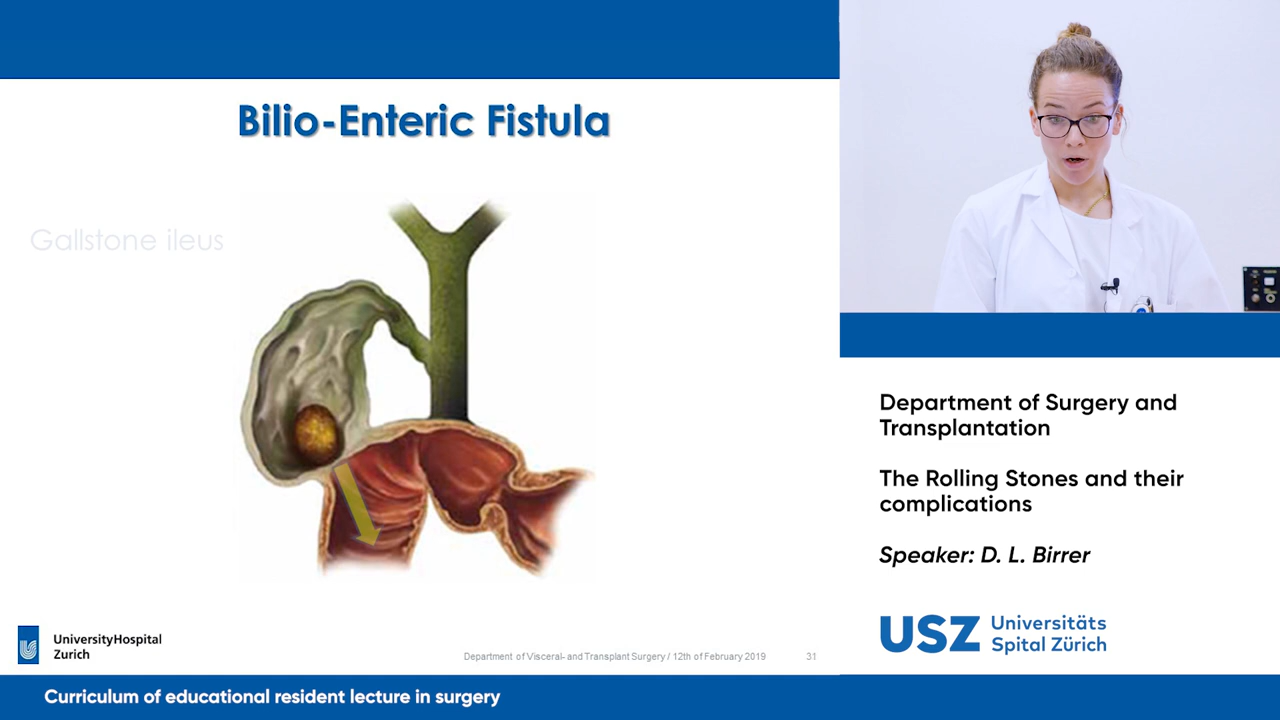 Bilio-Enteric Fistula
Gallstone ileus
UniversityHospital
Zurich
Department of Visceral- and Transplant Surgery / 12th of February 2019
31
Curriculum of educational resident lecture in surgery
Department of Surgery and
Transplantation
The Rolling Stones and their
complications
Speaker: D. L. Birrer
USZ Universitäts
Spital Zürich